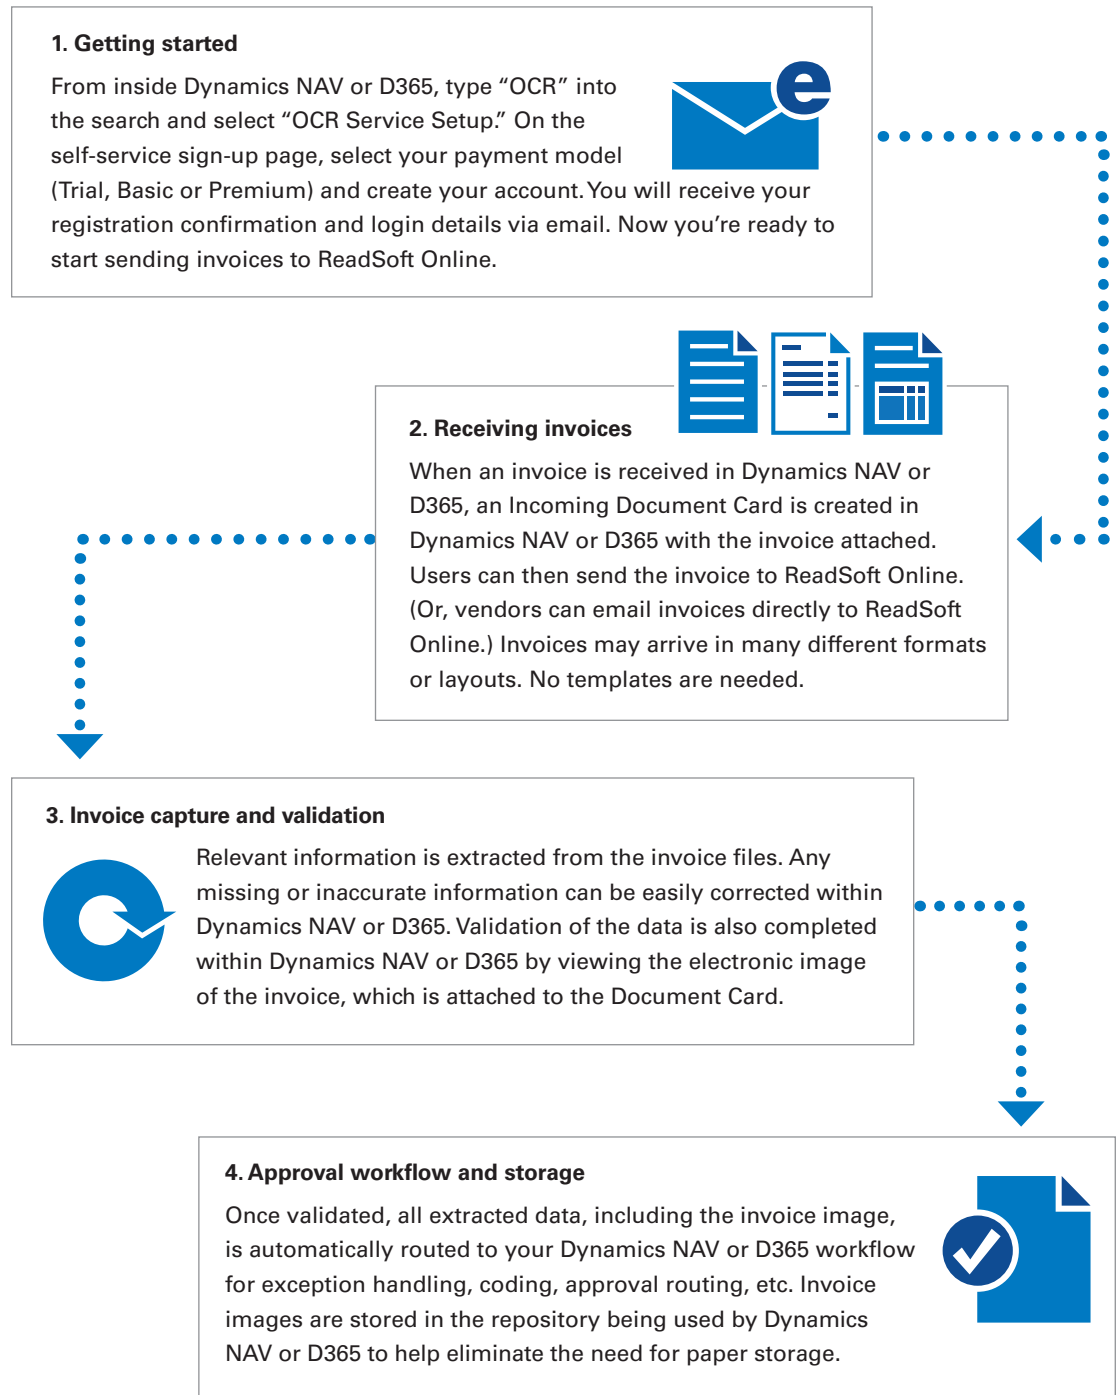 1. Getting started
From inside Dynamics NAV or D365, type “OCR” into
the search and select “OCR Service Setup.” On the
self-service sign-up page, select your payment model
(Trial, Basic or Premium) and create your account. You will receive your
registration confirmation and login details via email. Now you’re ready to
start sending invoices to ReadSoft Online.
e
2. Receiving invoices
When an invoice is received in Dynamics NAV or
D365, an Incoming Document Card is created in
Dynamics NAV or D365 with the invoice attached.
Users can then send the invoice to ReadSoft Online.
(Or, vendors can email invoices directly to ReadSoft
Online.) Invoices may arrive in many different formats
or layouts. No templates are needed.
3. Invoice capture and validation
Relevant information is extracted from the invoice files. Any
missing or inaccurate information can be easily corrected within
Dynamics NAV or D365. Validation of the data is also completed
within Dynamics NAV or D365 by viewing the electronic image
of the invoice, which is attached to the Document Card.
4. Approval workflow and storage
Once validated, all extracted data, including the invoice image,
is automatically routed to your Dynamics NAV or D365 workflow
for exception handling, coding, approval routing, etc. Invoice
images are stored in the repository being used by Dynamics
NAV or D365 to help eliminate the need for paper storage.